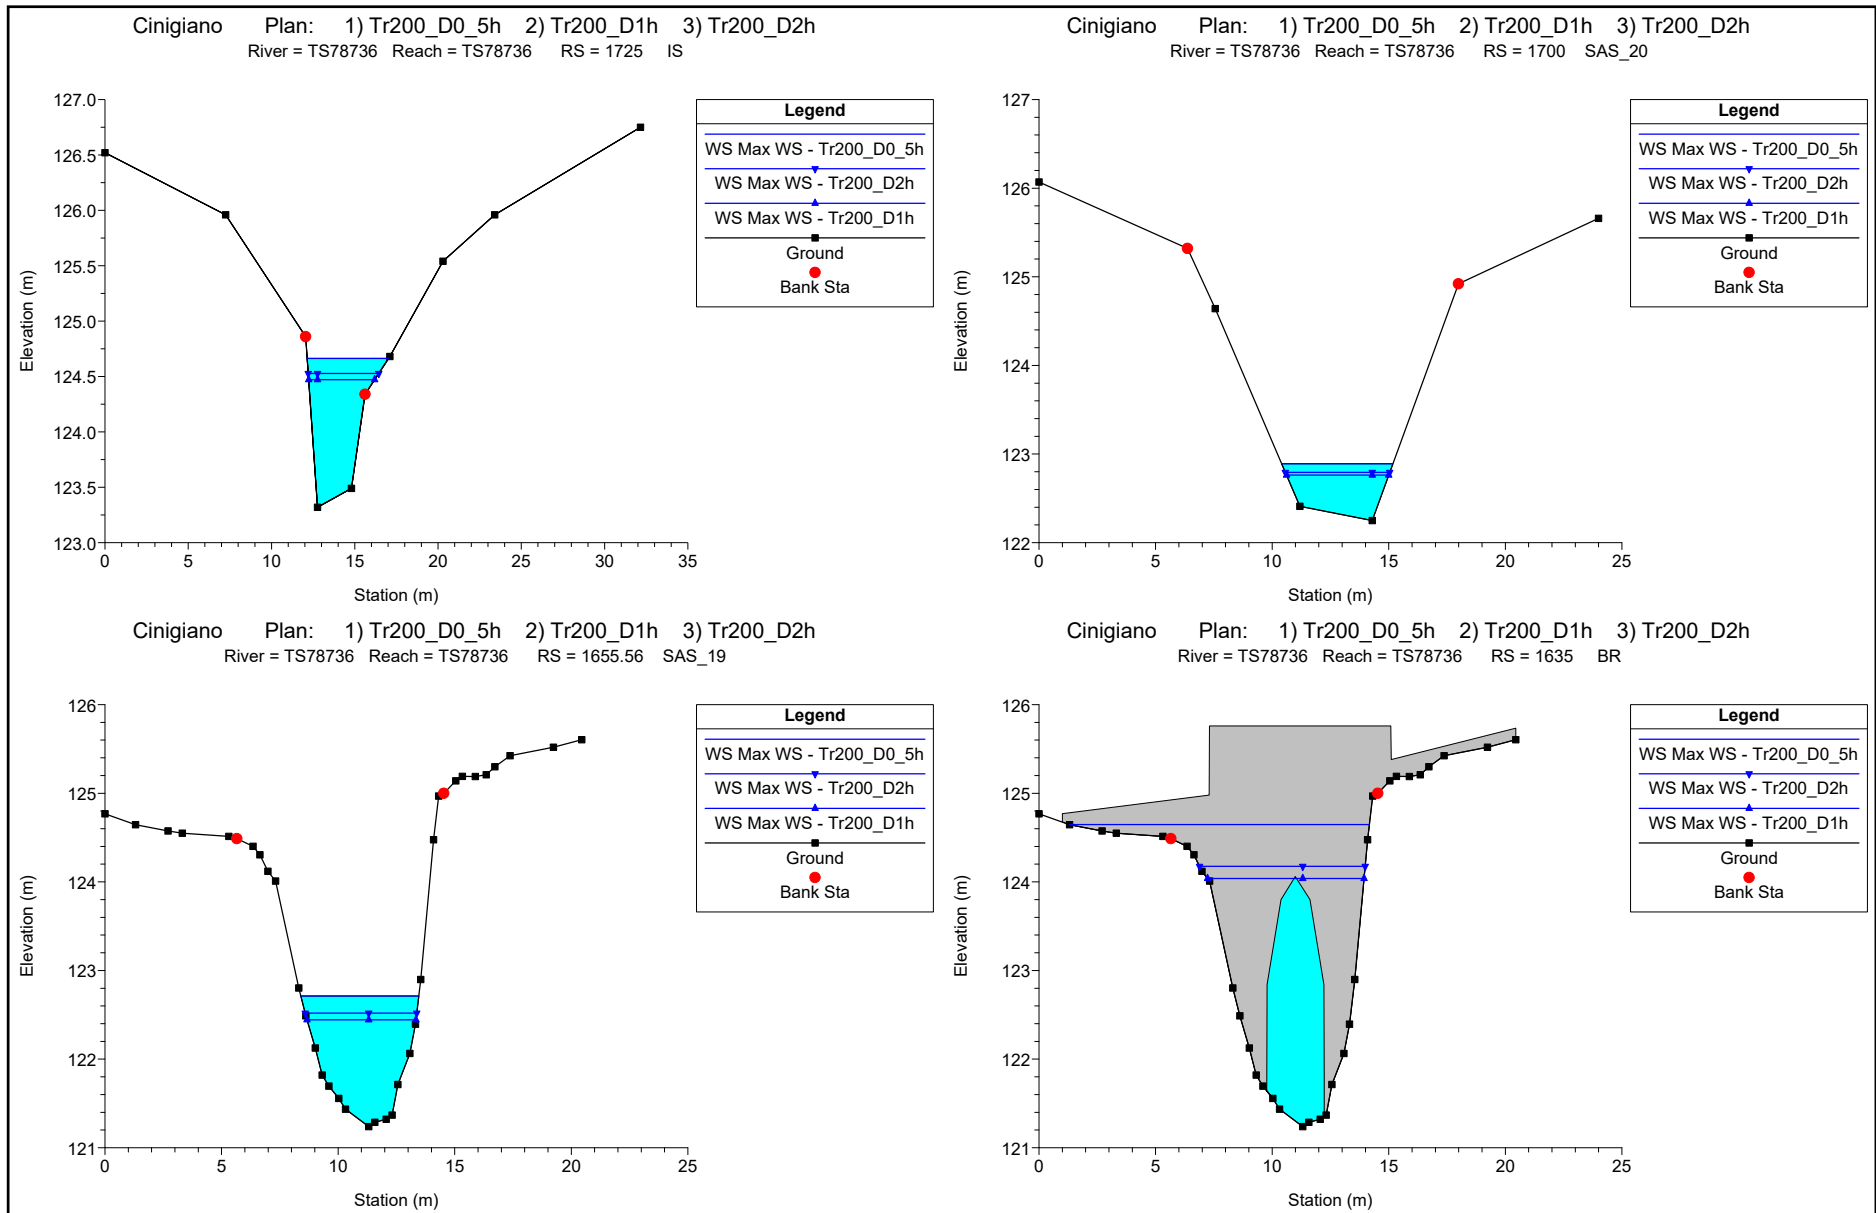 Cinigiano Plan: 1) Tr200_D0_5h 2) Tr200_D1h 3) Tr200_D2h
River = TS78736 Reach = TS78736 RS = 1725 IS
127.0
126.5
126.0
125.5
125.0
124.5
124.0
123.5
123.0
Elevation (m)
0 5 10 15 20 25 30 35
Station (m)
Legend
WS Max WS - Tr200_D0_5h
WS Max WS - Tr200_D2h
WS Max WS - Tr200_D1h
Ground
Bank Sta
Cinigiano Plan: 1) Tr200_D0_5h 2) Tr200_D1h 3) Tr200_D2h
River = TS78736 Reach = TS78736 RS = 1700 SAS_20
127
126
125
124
123
122
Elevation (m)
0 5 10 15 20 25
Station (m)
Legend
WS Max WS - Tr200_D0_5h
WS Max WS - Tr200_D2h
WS Max WS - Tr200_D1h
Ground
Bank Sta
Cinigiano Plan: 1) Tr200_D0_5h 2) Tr200_D1h 3) Tr200_D2h
River = TS78736 Reach = TS78736 RS = 1655.56 SAS_19
126
125
124
123
122
121
Elevation (m)
0 5 10 15 20 25
Station (m)
Legend
WS Max WS - Tr200_D0_5h
WS Max WS - Tr200_D2h
WS Max WS - Tr200_D1h
Ground
Bank Sta
Cinigiano Plan: 1) Tr200_D0_5h 2) Tr200_D1h 3) Tr200_D2h
River = TS78736 Reach = TS78736 RS = 1635 BR
126
125
124
123
122
121
Elevation (m)
0 5 10 15 20 25
Station (m)
Legend
WS Max WS - Tr200_D0_5h
WS Max WS - Tr200_D2h
WS Max WS - Tr200_D1h
Ground
Bank Sta